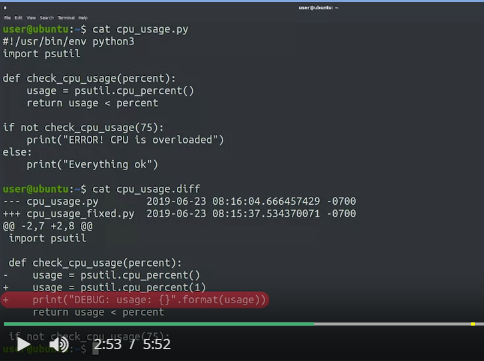 user@ubuntu: ~
File Edit View Search Terminal Help
user@ubuntu:~$ cat cpu_usage.py
#!/usr/bin/env python3
import psutil
def check_cpu_usage(percent):
    usage = psutil.cpu_percent()
    return usage < percent
if not check_cpu_usage(75):
    print("ERROR! CPU is overloaded")
else:
    print("Everything ok")
user@ubuntu:~$ cat cpu_usage.diff
--- cpu_usage.py        2019-06-23 08:16:04.666457429 -0700
+++ cpu_usage_fixed.py  2019-06-23 08:15:37.534370071 -0700
@@ -2,7 +2,8 @@
 import psutil
 def check_cpu_usage(percent):
-    usage = psutil.cpu_percent()
+    usage = psutil.cpu_percent(1)
+    print("DEBUG: usage: {}".format(usage))
     return usage < percent
 if not check_cpu_usage(75):
user@ubuntu:~$
2:53 / 5:52